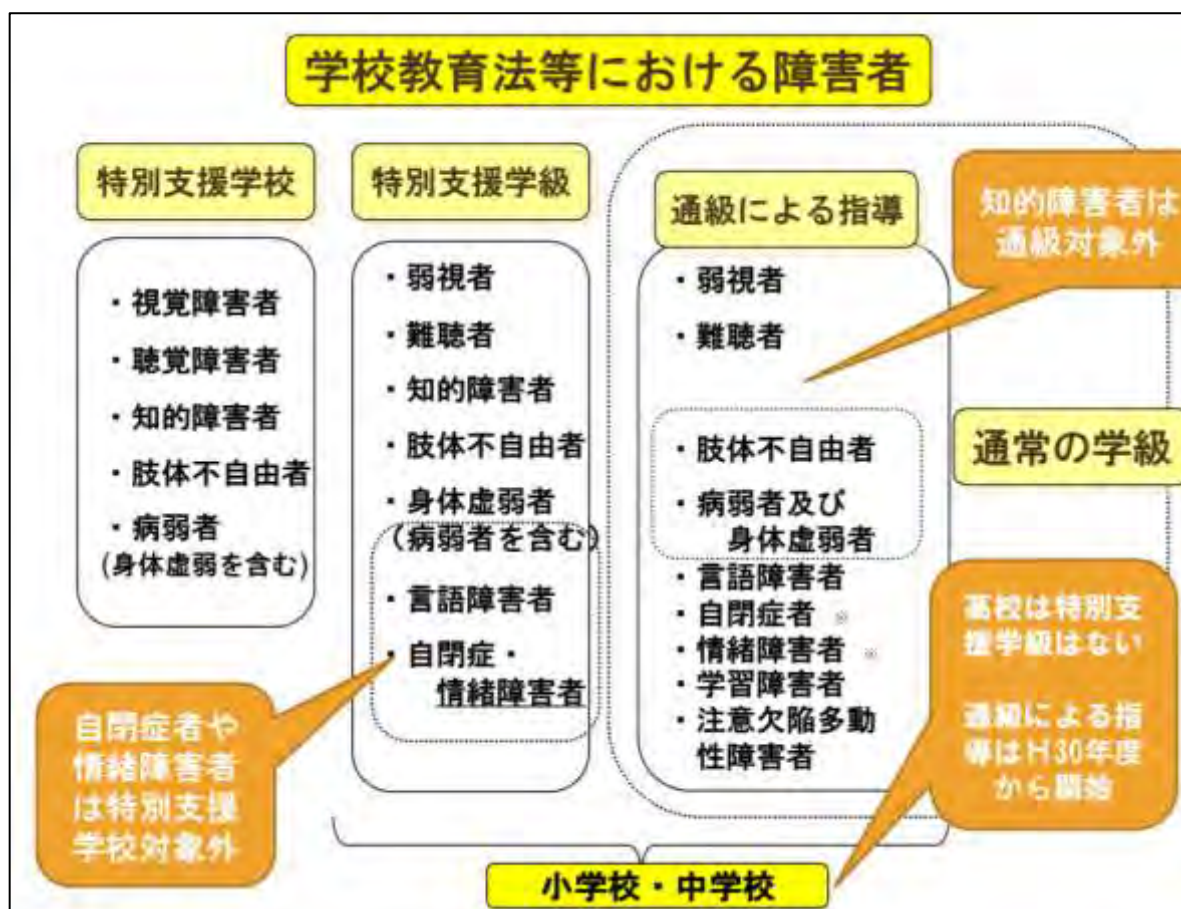 学校教育法等における障害者
特別支援学校
・視覚障害者
・聴覚障害者
・知的障害者
・肢体不自由者
・病弱者
(身体虚弱を含む)
特別支援学級
・弱視者
・難聴者
・知的障害者
・肢体不自由者
・身体虚弱者
(病弱者を含む)
・言語障害者
・自閉症・
情緒障害者
通級による指導
・弱視者
・難聴者
・肢体不自由者
・病弱者及び
身体虚弱者
・言語障害者
・自閉症者 ※
・情緒障害者 ※
・学習障害者
・注意欠陥多動
性障害者
知的障害者は
通級対象外
通常の学級
高校は特別支
援学級はない
通級による指
導はH30年度
から開始
自閉症者や
情緒障害者
は特別支援
学校対象外
小学校・中学校